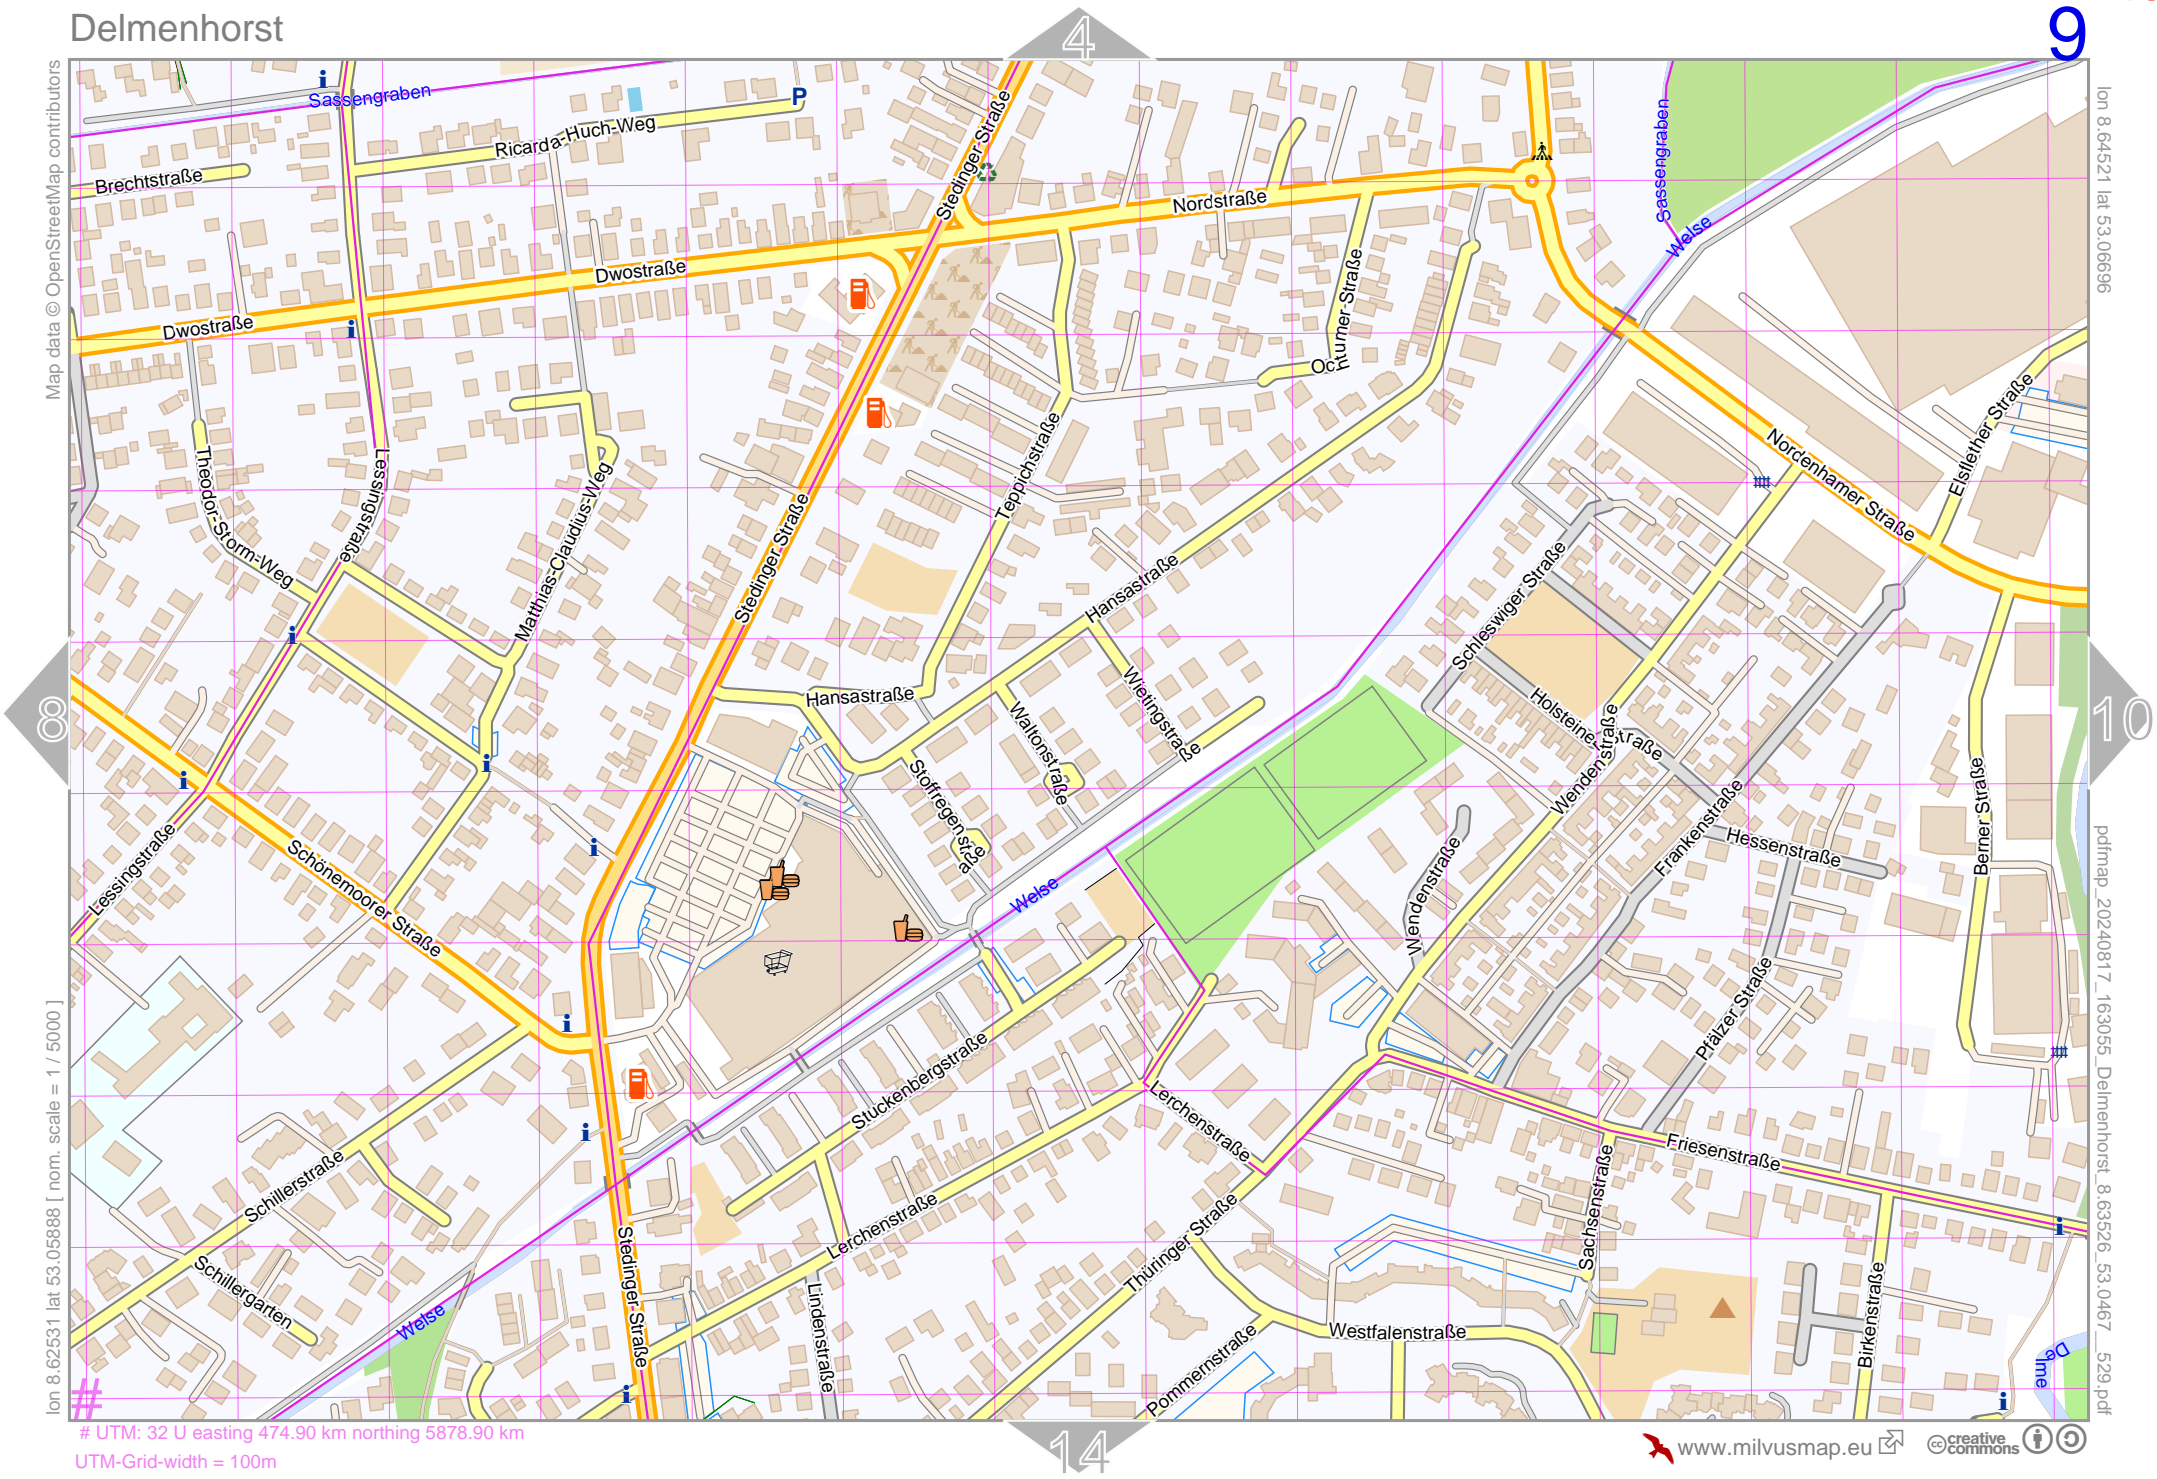 Delmenhorst
4
9
Map data © OpenStreetMap contributors
lon 8.64521 lat 53.06696
Sassengraben
P
Ricarda-Huch-Weg
Brechtstraße
Stedinger-Straße
Nordstraße
Sassengraben
Welse
Dwostraße
Dwostraße
Ochtumer-Straße
Theodor-Storm-Weg
Lessingstraße
Matthias-Claudius-Weg
Stedinger Straße
Teppichstraße
Hansastraße
Nordenhamer Straße
Elsflether Straße
Schleswiger Straße
Hansastraße
Wietingstraße
Waltonstraße
Stoffregenstraße
Holsteiner Straße
Wendenstraße
8
10
Lessingstraße
Schönemoorer Straße
Welse
Wendenstraße
Frankenstraße
Hessenstraße
Berner Straße
Pfälzer Straße
Stuckenbergstraße
Lerchenstraße
Friesenstraße
Schillerstraße
Schillergarten
Lerchenstraße
Stedinger Straße
Lindenstraße
Thüringer Straße
Sachsenstraße
Westfalenstraße
Pommernstraße
Birkenstraße
Welse
Delme
lon 8.62531 lat 53.05888 [ nom. scale = 1 / 5000 ]
pdfmap_20240817_163055_Delmenhorst_8.63526_53.0467_529.pdf
#
# UTM: 32 U easting 474.90 km northing 5878.90 km
UTM-Grid-width = 100m
14
www.milvusmap.eu
cc creative commons